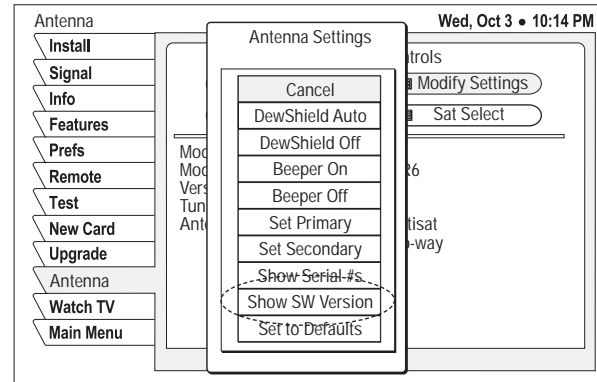 Antenna
Wed, Oct 3 • 10:14 PM
Install
Signal
Info
Features
Prefs
Remote
Test
New Card
Upgrade
Antenna
Watch TV
Main Menu
Antenna Settings
Cancel
DewShield Auto
DewShield Off
Beeper On
Beeper Off
Set Primary
Set Secondary
Show Serial #s
Show SW Version
Set to Defaults
Modify Settings
Sat Select